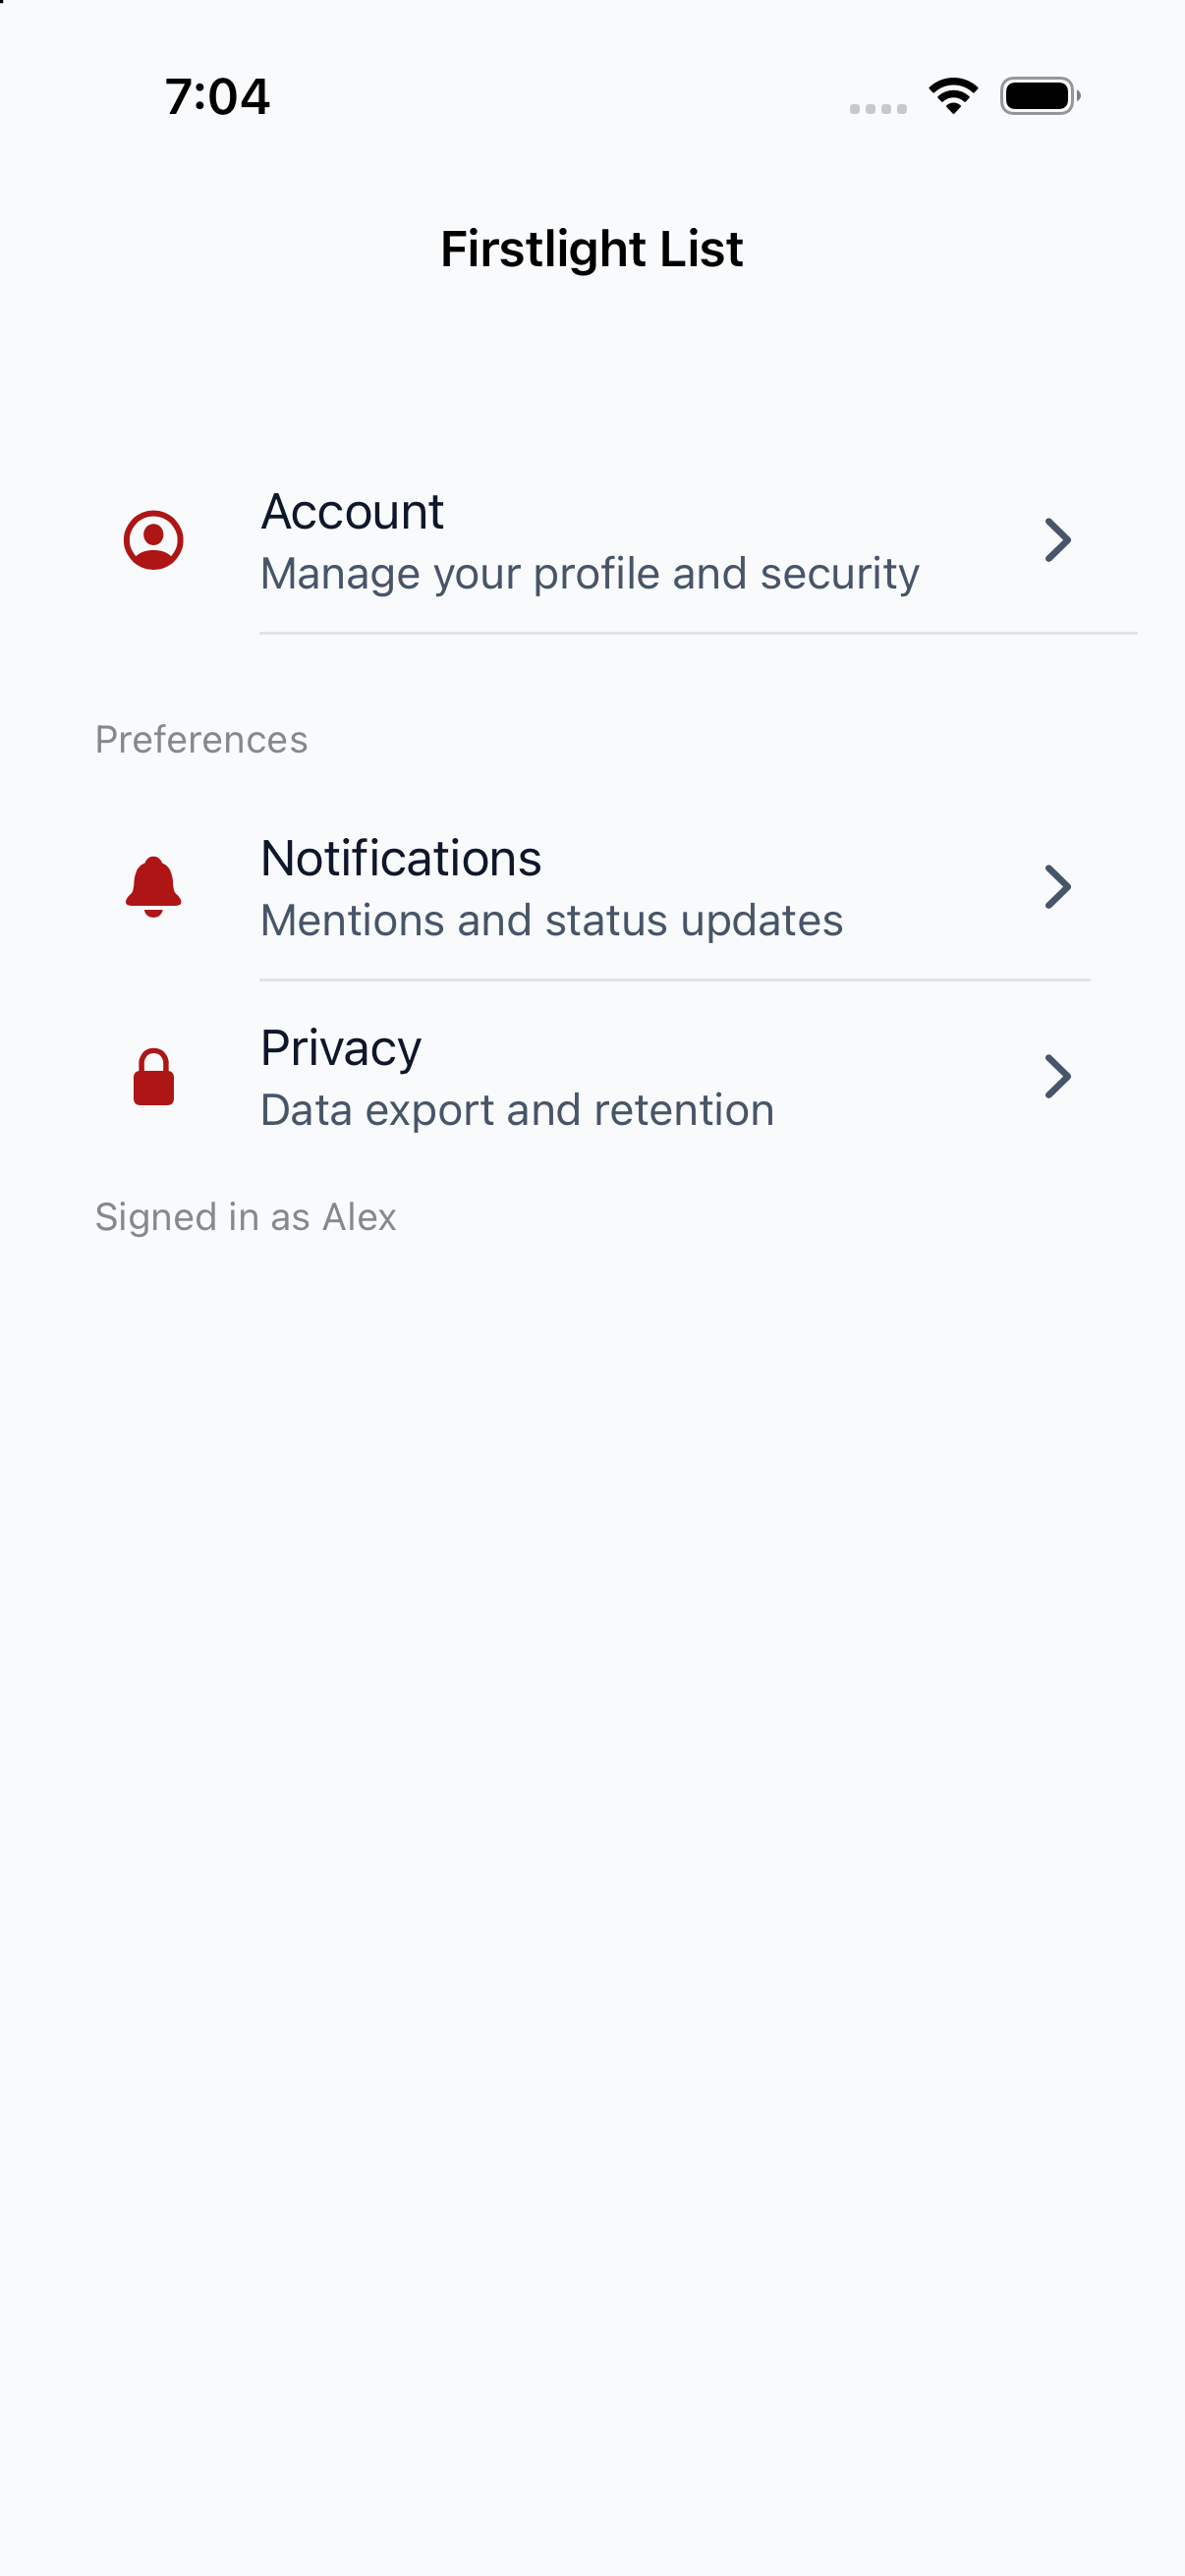 7:04
Firstlight List
Account
Manage your profile and security
Preferences
Notifications
Mentions and status updates
Privacy
Data export and retention
Signed in as Alex